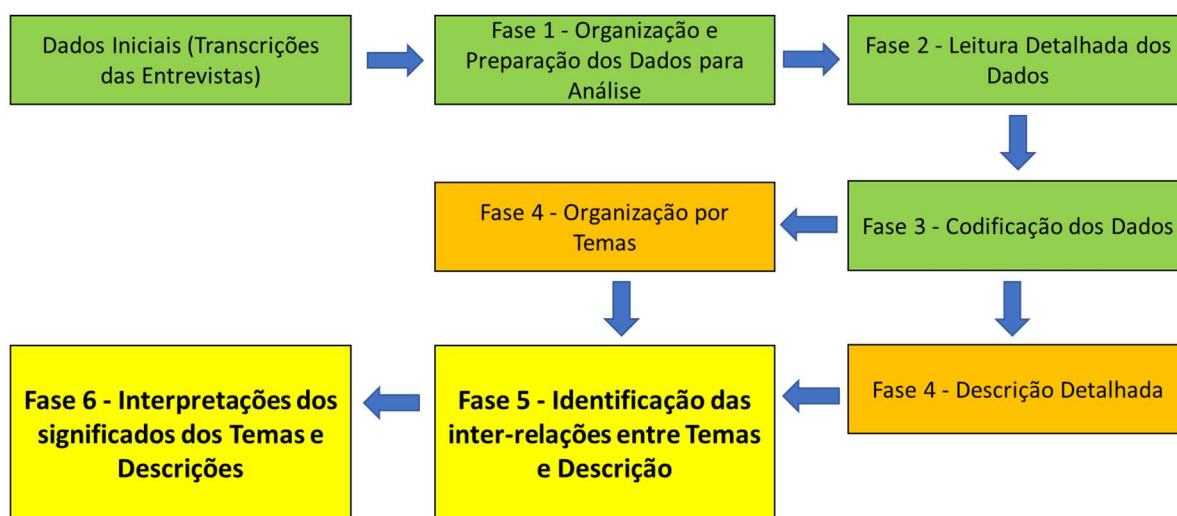 Dados Iniciais (Transcrições
das Entrevistas)
Fase 1 - Organização e
Preparação dos Dados para
Análise
Fase 2 - Leitura Detalhada dos
Dados
Fase 3 - Codificação dos Dados
Fase 4 - Organização por
Temas
Fase 4 - Descrição Detalhada
Fase 5 - Identificação das
inter-relações entre Temas
e Descrição
Fase 6 - Interpretações dos
significados dos Temas e
Descrições